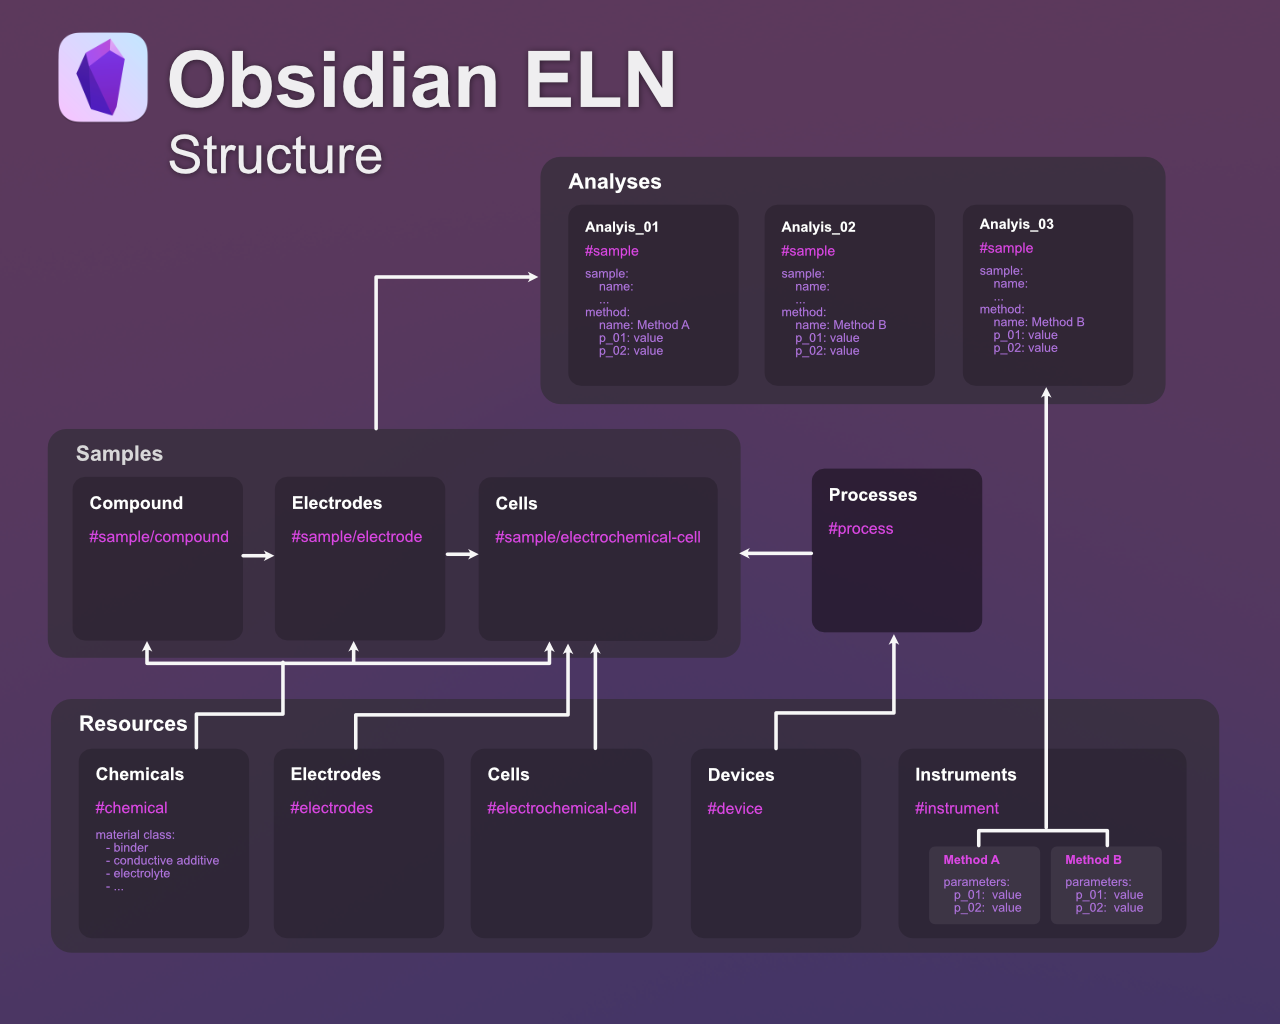 Obsidian ELN
Structure
Analyses
Analyis_01
#sample
sample:
name:
...
method:
name: Method A
p_01: value
p_02: value
Analyis_02
#sample
sample:
name:
...
method:
name: Method B
p_01: value
p_02: value
Analyis_03
#sample
sample:
name:
...
method:
name: Method B
p_01: value
p_02: value
Samples
Compound
#sample/compound
Electrodes
#sample/electrode
Cells
#sample/electrochemical-cell
Processes
#process
Resources
Chemicals
#chemical
material class:
- binder
- conductive additive
- electrolyte
- ...
Electrodes
#electrodes
Cells
#electrochemical-cell
Devices
#device
Instruments
#instrument
Method A
parameters:
p_01: value
p_02: value
Method B
parameters:
p_01: value
p_02: value